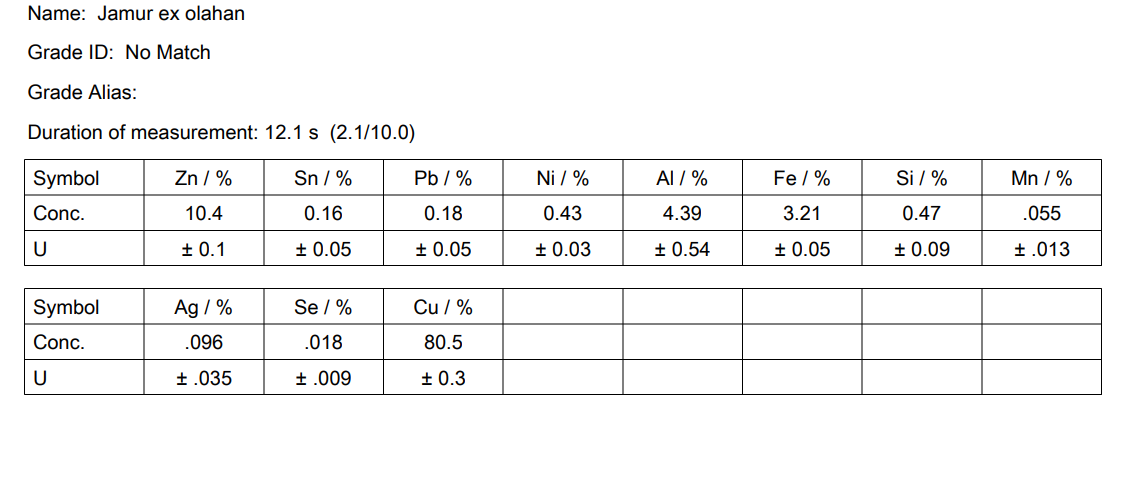 Name: Jamur ex olahan
Grade ID: No Match
Grade Alias:
Duration of measurement: 12.1 s (2.1/10.0)
Symbol Zn / % Sn / % Pb / % Ni / % Al / % Fe / % Si / % Mn / %
Conc. 10.4 0.16 0.18 0.43 4.39 3.21 0.47 .055
U ± 0.1 ± 0.05 ± 0.05 ± 0.03 ± 0.54 ± 0.05 ± 0.09 ± .013
Symbol Ag / % Se / % Cu / %
Conc. .096 .018 80.5
U ± .035 ± .009 ± 0.3